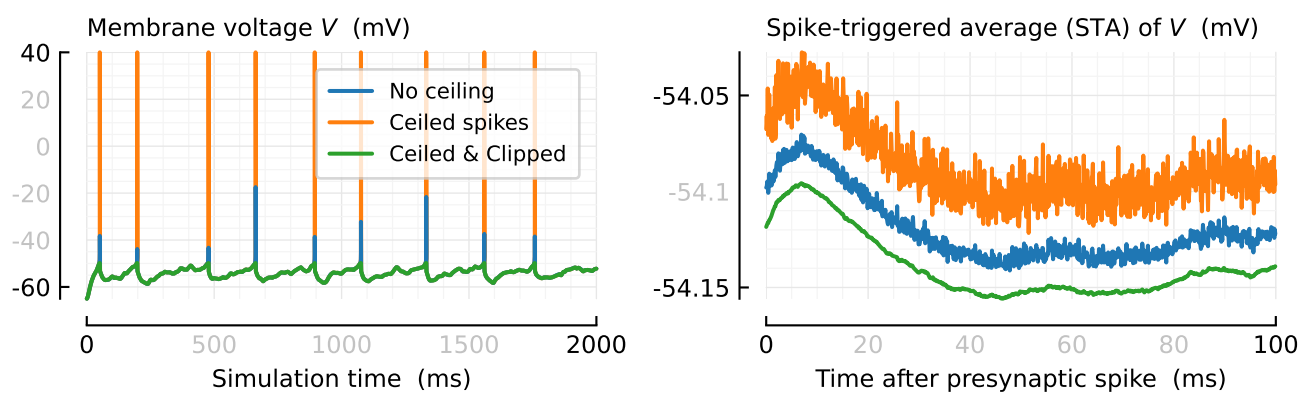 Membrane voltage V (mV)
40
20
0
-20
-40
-60
No ceiling
Ceiled spikes
Ceiled & Clipped
0 500 1000 1500 2000
Simulation time (ms)
Spike-triggered average (STA) of V (mV)
-54.05
-54.1
-54.15
0 20 40 60 80 100
Time after presynaptic spike (ms)